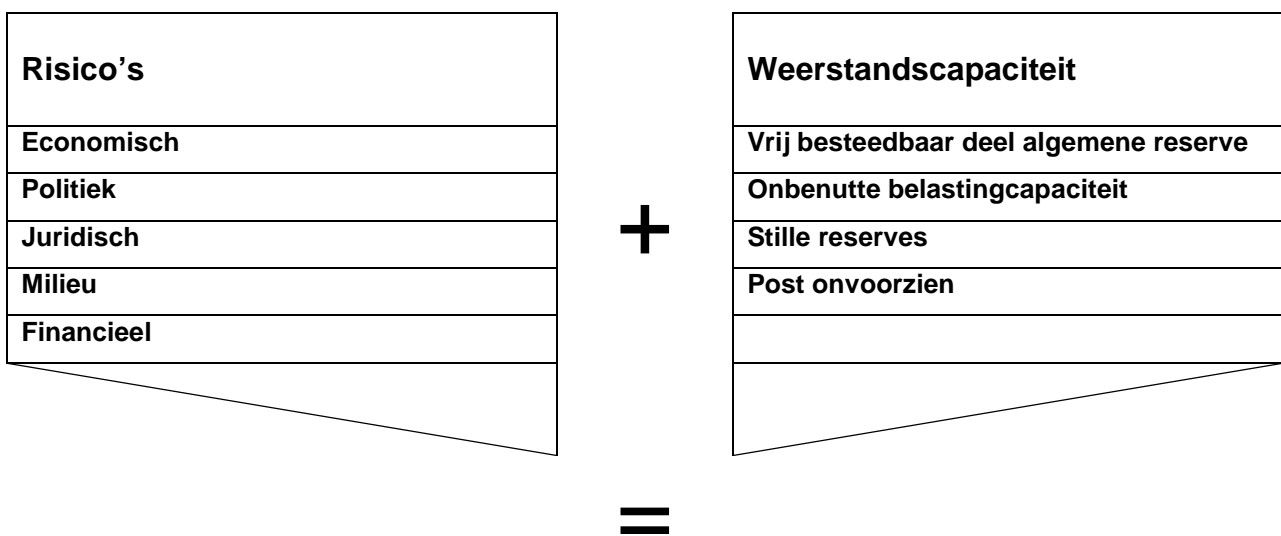 Risico’s
Economisch
Politiek
Juridisch
Milieu
Financieel
+
Weerstandscapaciteit
Vrij besteedbaar deel algemene reserve
Onbenutte belastingcapaciteit
Stille reserves
Post onvoorzien
=